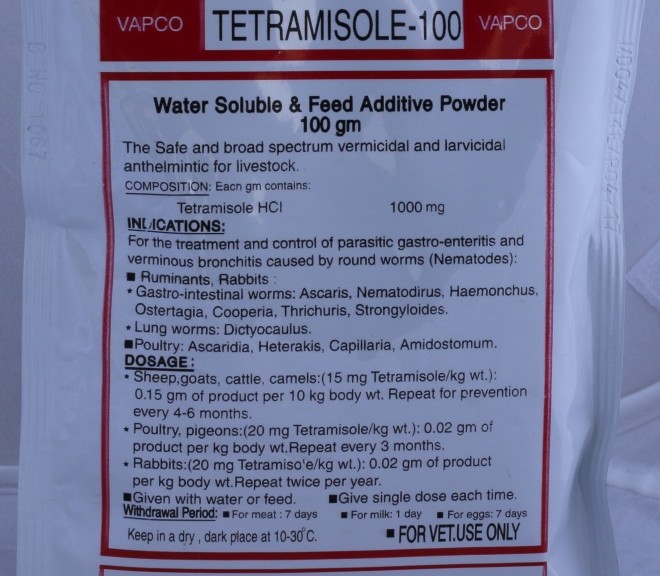 VAPCO TETRAMISOLE-100 VAPCO
Water Soluble & Feed Additive Powder
100 gm
The Safe and broad spectrum vermicidal and larvicidal
anthelmintic for livestock.
COMPOSITION: Each gm contains:
Tetramisole HCl 1000 mg
INDICATIONS:
For the treatment and control of parasitic gastro-enteritis and
verminous bronchitis caused by round worms (Nematodes):
■ Ruminants, Rabbits :
* Gastro-intestinal worms: Ascaris, Nematodirus, Haemonchus,
Ostertagia, Cooperia, Thrichuris, Strongyloides.
* Lung worms: Dictyocaulus.
■Poultry: Ascaridia, Heterakis, Capillaria, Amidostomum.
DOSAGE:
* Sheep,goats, cattle, camels:(15 mg Tetramisole/kg wt.):
0.15 gm of product per 10 kg body wt. Repeat for prevention
every 4-6 months.
* Poultry, pigeons:(20 mg Tetramisole/kg wt.): 0.02 gm of
product per kg body wt.Repeat every 3 months.
* Rabbits:(20 mg Tetramisole/kg wt.): 0.02 gm of product
per kg body wt.Repeat twice per year.
■Given with water or feed. ■Give single dose each time.
Withdrawal Period: ■ For meat : 7 days ■ For milk: 1 day ■ For eggs: 7 days
Keep in a dry , dark place at 10-30°C. ■ FOR VET.USE ONLY
B.NO 1067